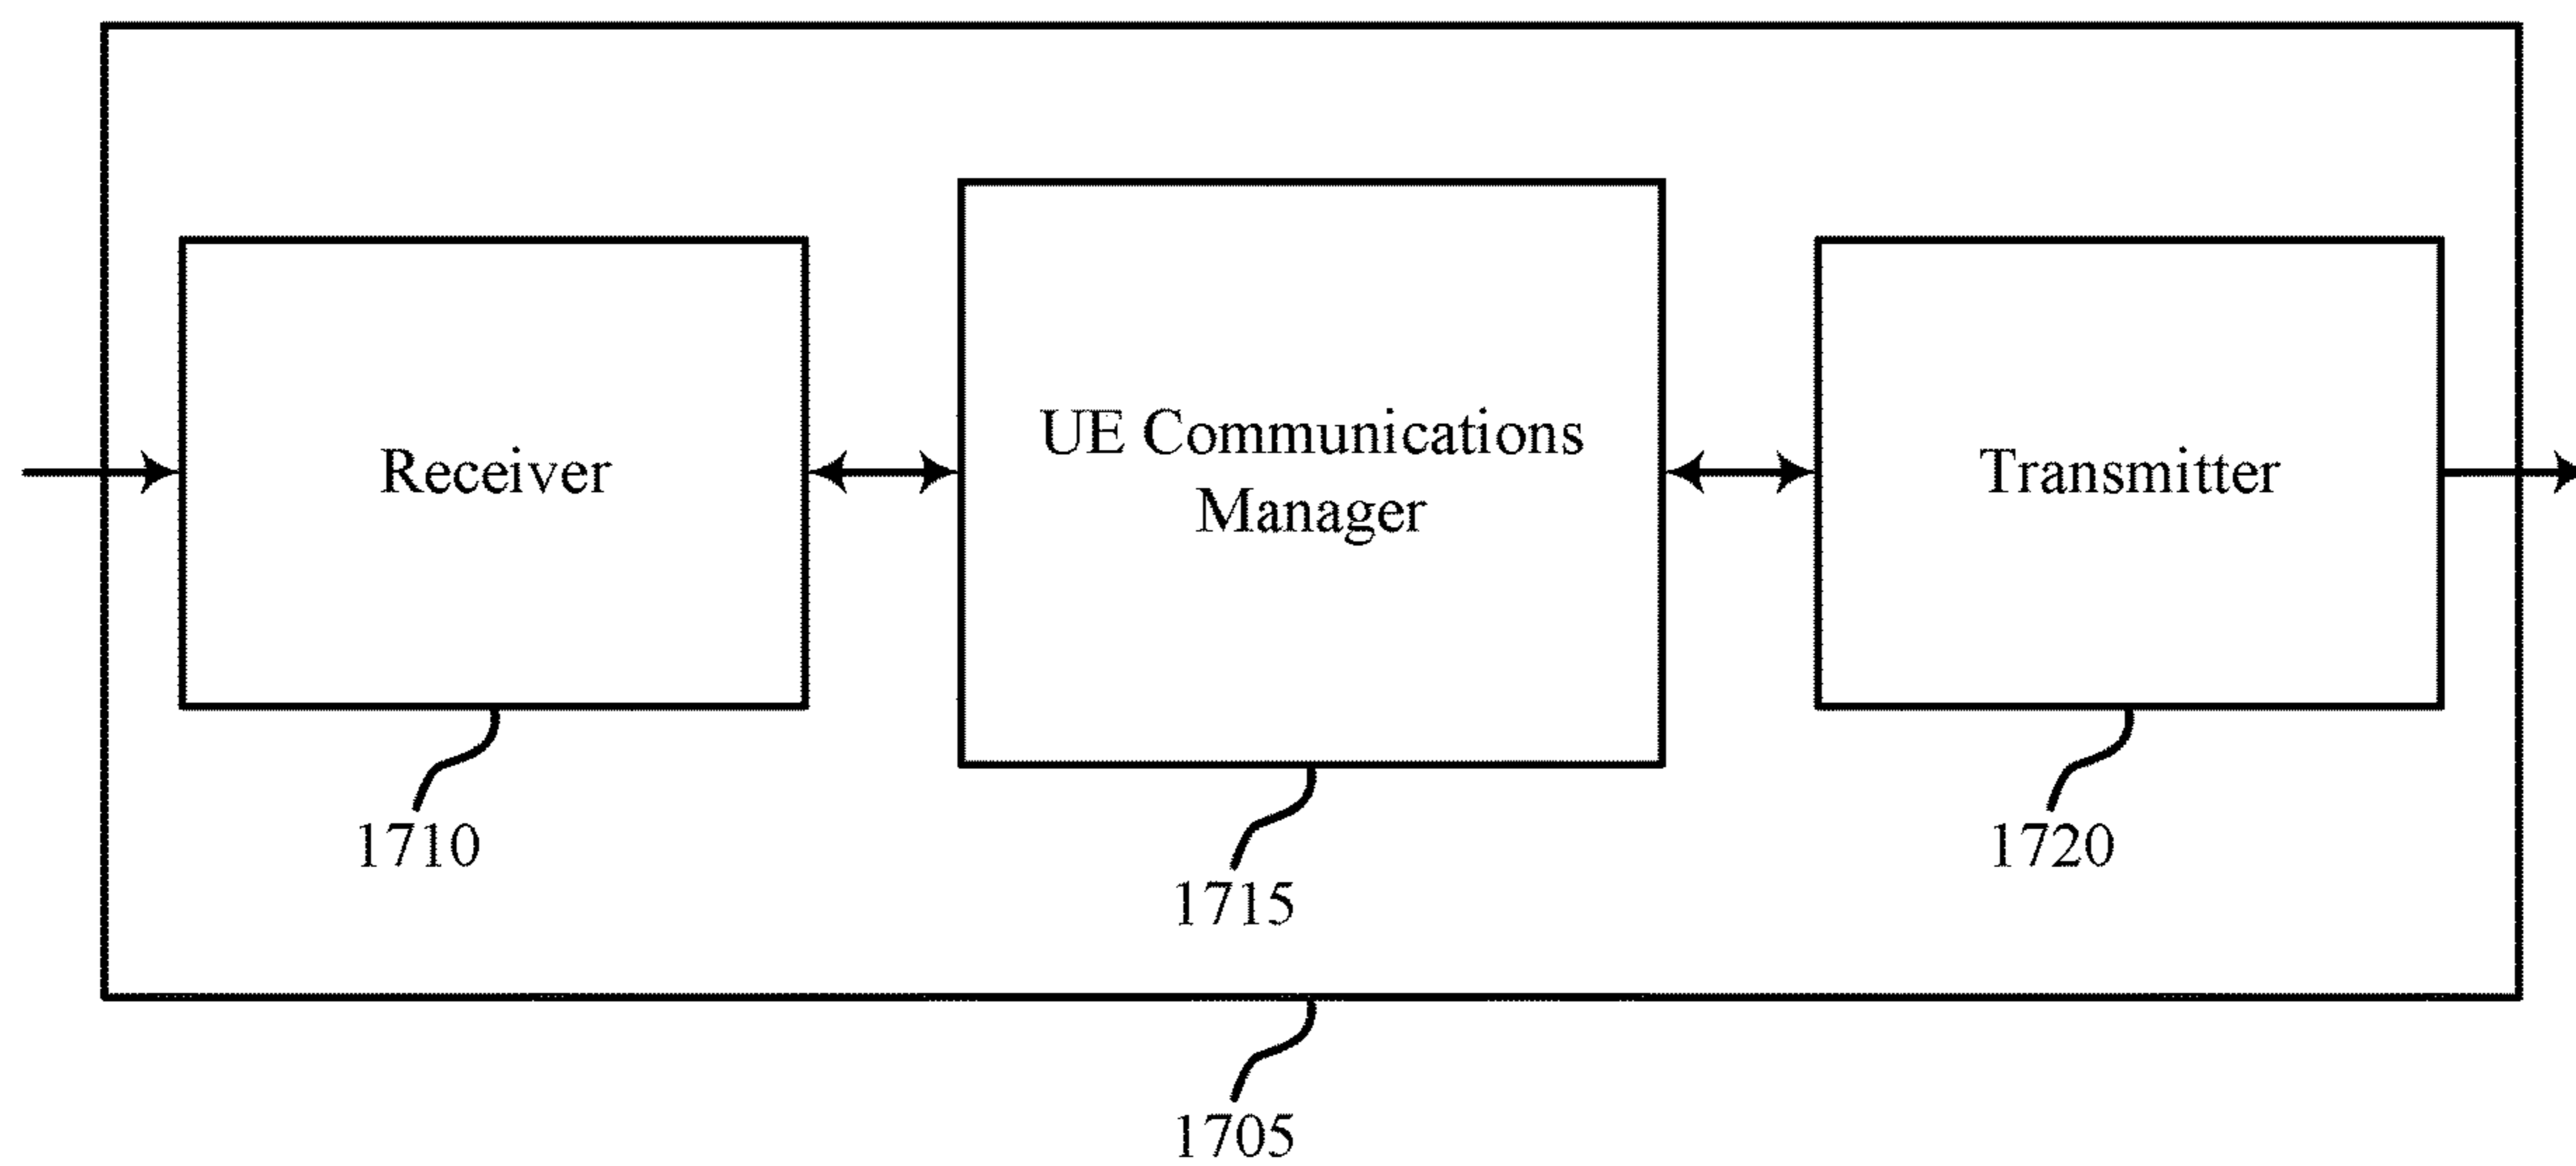 Receiver
UE Communications
Manager
Transmitter
1710
1715
1720
1705